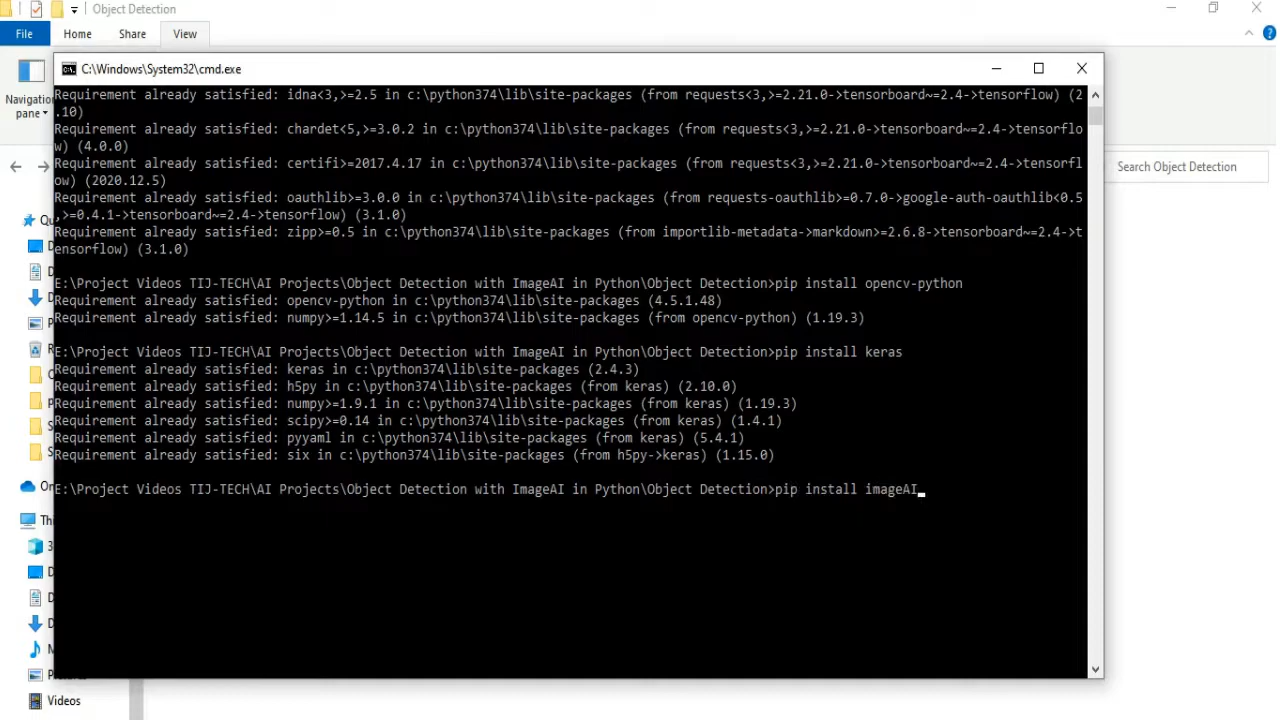 Object Detection
File
Home
Share
View
Navigation
pane
C:\Windows\System32\cmd.exe
Requirement already satisfied: idna<3,>=2.5 in c:\python374\lib\site-packages (from requests<3,>=2.21.0->tensorboard~=2.4->tensorflow) (2
.10)
Requirement already satisfied: chardet<5,>=3.0.2 in c:\python374\lib\site-packages (from requests<3,>=2.21.0->tensorboard~=2.4->tensorflo
w) (4.0.0)
Requirement already satisfied: certifi>=2017.4.17 in c:\python374\lib\site-packages (from requests<3,>=2.21.0->tensorboard~=2.4->tensorfl
ow) (2020.12.5)
Requirement already satisfied: oauthlib>=3.0.0 in c:\python374\lib\site-packages (from requests-oauthlib>=0.7.0->google-auth-oauthlib<0.5
,>=0.4.1->tensorboard~=2.4->tensorflow) (3.1.0)
Requirement already satisfied: zipp>=0.5 in c:\python374\lib\site-packages (from importlib-metadata->markdown>=2.6.8->tensorboard~=2.4->t
ensorflow) (3.1.0)
E:\Project Videos TIJ-TECH\AI Projects\Object Detection with ImageAI in Python\Object Detection>pip install opencv-python
Requirement already satisfied: opencv-python in c:\python374\lib\site-packages (4.5.1.48)
Requirement already satisfied: numpy>=1.14.5 in c:\python374\lib\site-packages (from opencv-python) (1.19.3)
E:\Project Videos TIJ-TECH\AI Projects\Object Detection with ImageAI in Python\Object Detection>pip install keras
Requirement already satisfied: keras in c:\python374\lib\site-packages (2.4.3)
Requirement already satisfied: h5py in c:\python374\lib\site-packages (from keras) (2.10.0)
Requirement already satisfied: numpy>=1.9.1 in c:\python374\lib\site-packages (from keras) (1.19.3)
Requirement already satisfied: scipy>=0.14 in c:\python374\lib\site-packages (from keras) (1.4.1)
Requirement already satisfied: pyyaml in c:\python374\lib\site-packages (from keras) (5.4.1)
Requirement already satisfied: six in c:\python374\lib\site-packages (from h5py->keras) (1.15.0)
E:\Project Videos TIJ-TECH\AI Projects\Object Detection with ImageAI in Python\Object Detection>pip install imageAI
Search Object Detection
Videos